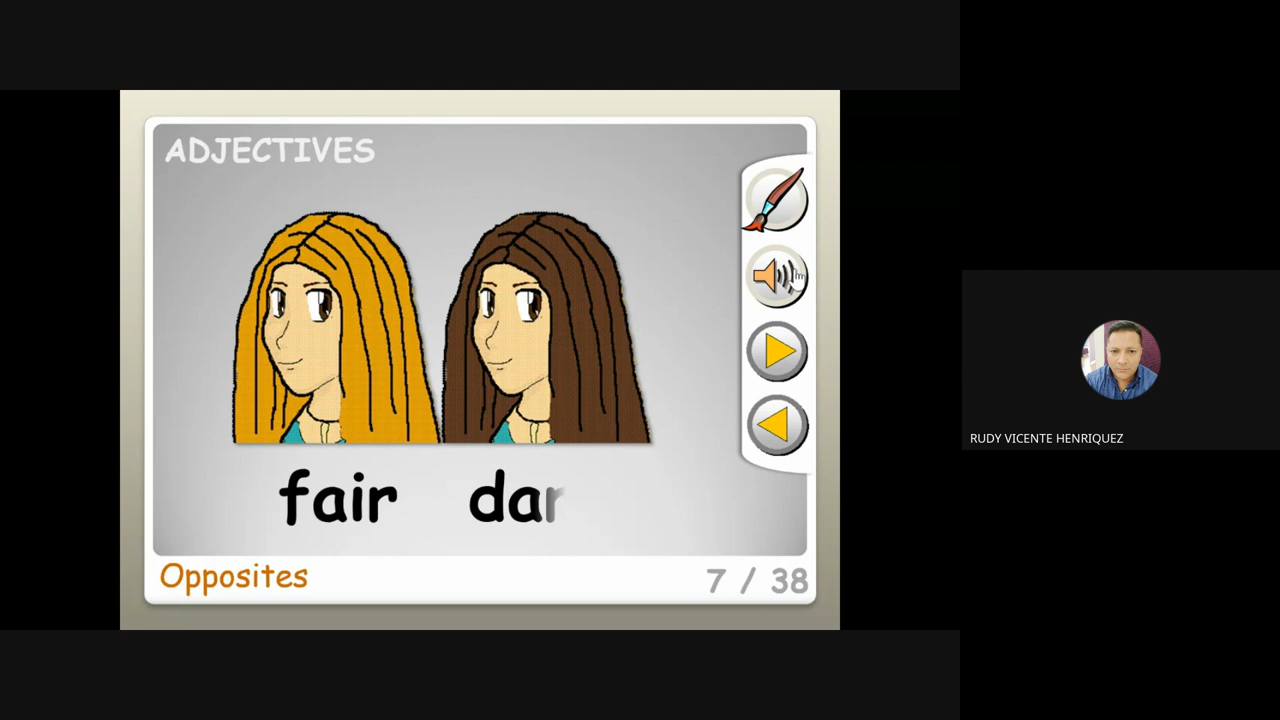 ADJECTIVES
fair dar
Opposites
7 / 38
RUDY VICENTE HENRIQUEZ